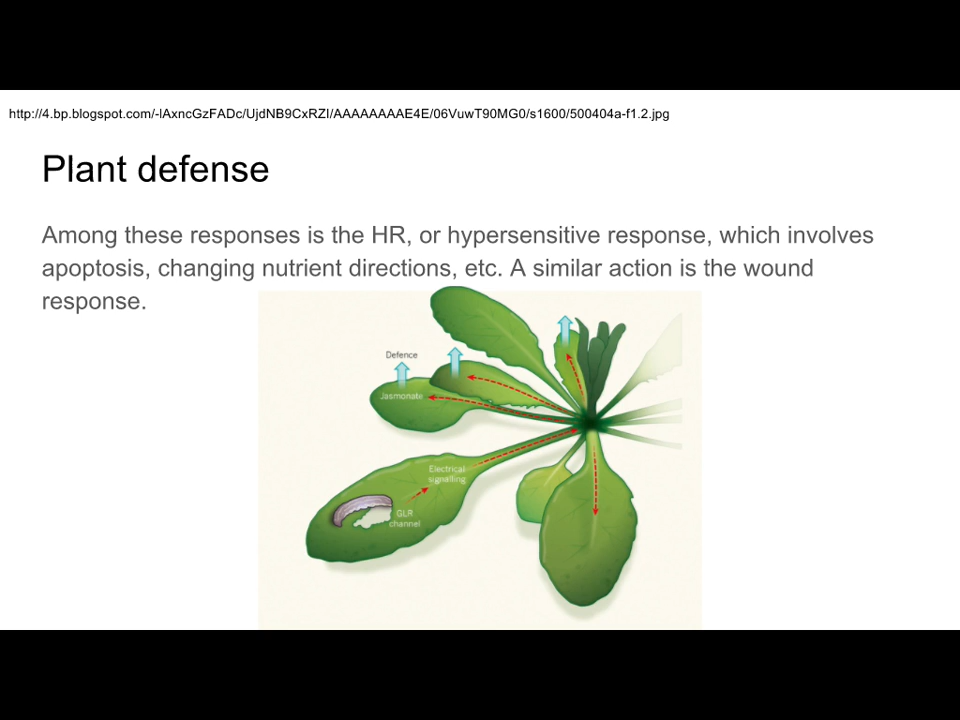 http://4.bp.blogspot.com/-lAxncGzFADc/UjdNB9CxRZI/AAAAAAAAE4E/06VuwT90MG0/s1600/500404a-f1.2.jpg
Plant defense
Among these responses is the HR, or hypersensitive response, which involves
apoptosis, changing nutrient directions, etc. A similar action is the wound
response.
Defence
Jasmonate
Electrical
signalling
GLR
channel